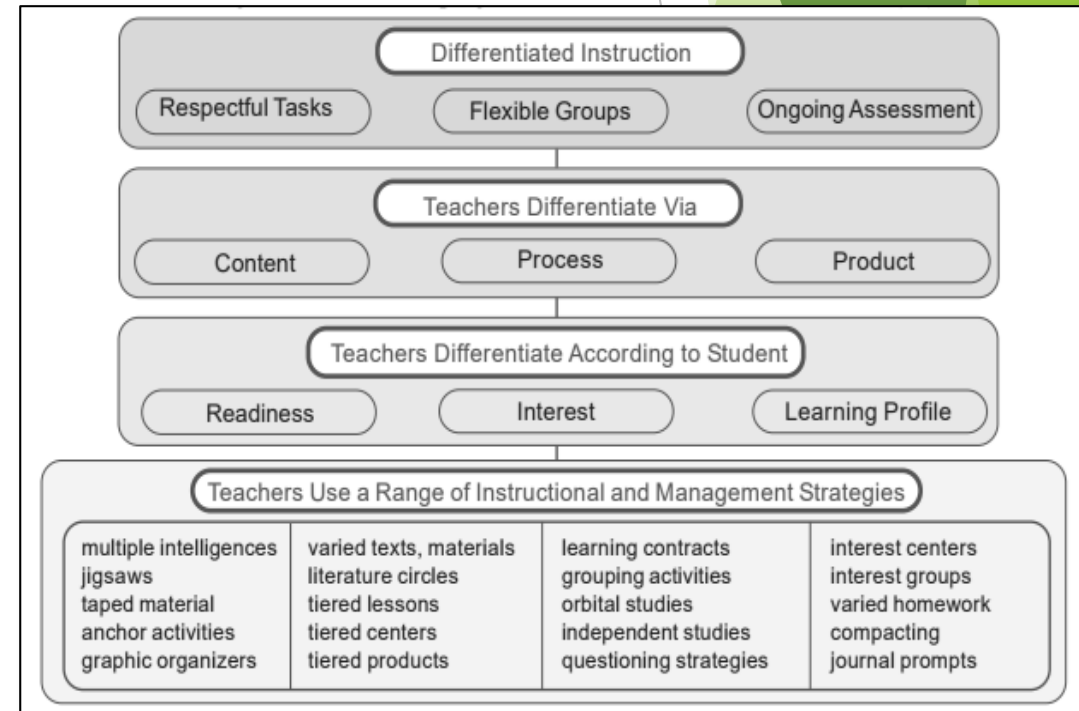 Differentiated Instruction
Respectful Tasks
Flexible Groups
Ongoing Assessment
Teachers Differentiate Via
Content
Process
Product
Teachers Differentiate According to Student
Readiness
Interest
Learning Profile
Teachers Use a Range of Instructional and Management Strategies
multiple intelligences
jigsaws
taped material
anchor activities
graphic organizers
varied texts, materials
literature circles
tiered lessons
tiered centers
tiered products
learning contracts
grouping activities
orbital studies
independent studies
questioning strategies
interest centers
interest groups
varied homework
compacting
journal prompts